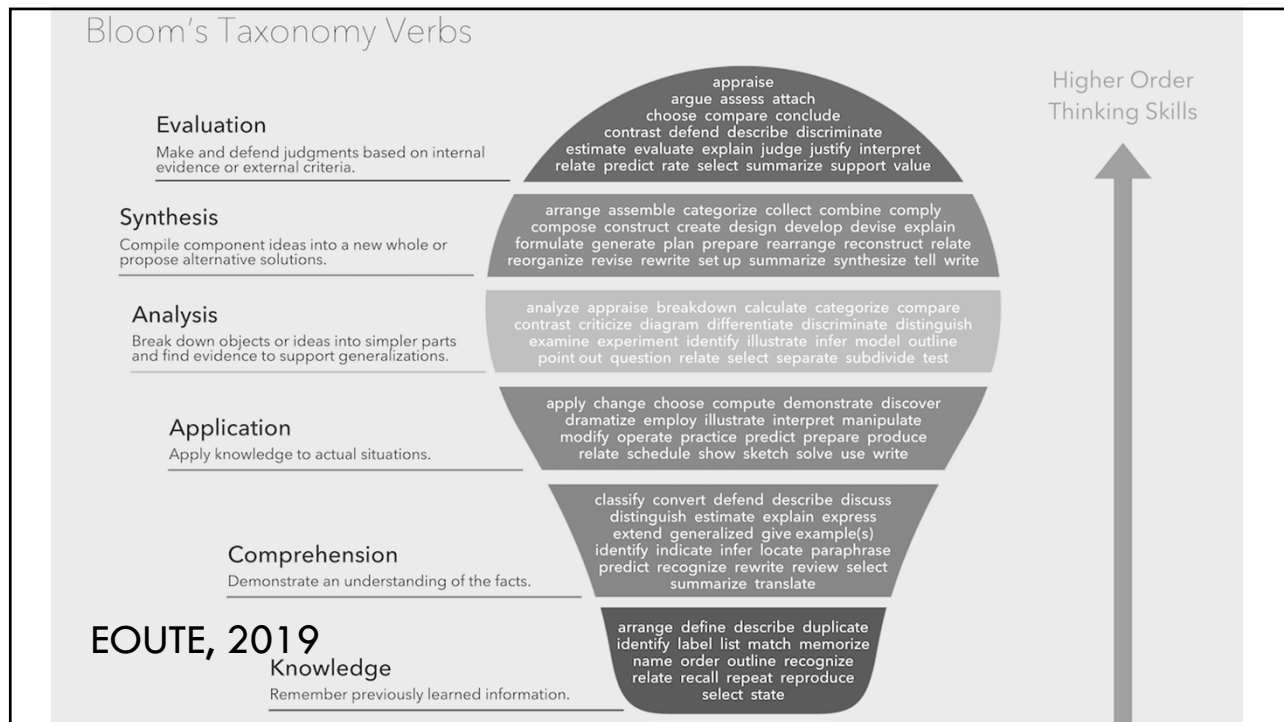 Bloom's Taxonomy Verbs
Higher Order
Thinking Skills
Evaluation
Make and defend judgments based on internal
evidence or external criteria.
appraise
argue assess attach
choose compare conclude
contrast defend describe discriminate
estimate evaluate explain judge justify interpret
relate predict rate select summarize support value
Synthesis
Compile component ideas into a new whole or
propose alternative solutions.
arrange assemble categorize collect combine comply
compose construct create design develop devise explain
formulate generate plan prepare rearrange reconstruct relate
reorganize revise rewrite set up summarize synthesize tell write
Analysis
Break down objects or ideas into simpler parts
and find evidence to support generalizations.
analyze appraise breakdown calculate categorize compare
contrast criticize diagram differentiate discriminate distinguish
examine experiment identify illustrate infer model outline
point out question relate select separate subdivide test
Application
Apply knowledge to actual situations.
apply change choose compute demonstrate discover
dramatize employ illustrate interpret manipulate
modify operate practice predict prepare produce
relate schedule show sketch solve use write
Comprehension
Demonstrate an understanding of the facts.
classify convert defend describe discuss
distinguish estimate explain express
extend generalized give example(s)
identify indicate infer locate paraphrase
predict recognize rewrite review select
summarize translate
EOUTE, 2019
Knowledge
Remember previously learned information.
arrange define describe duplicate
identify label list match memorize
name order outline recognize
relate recall repeat reproduce
select state